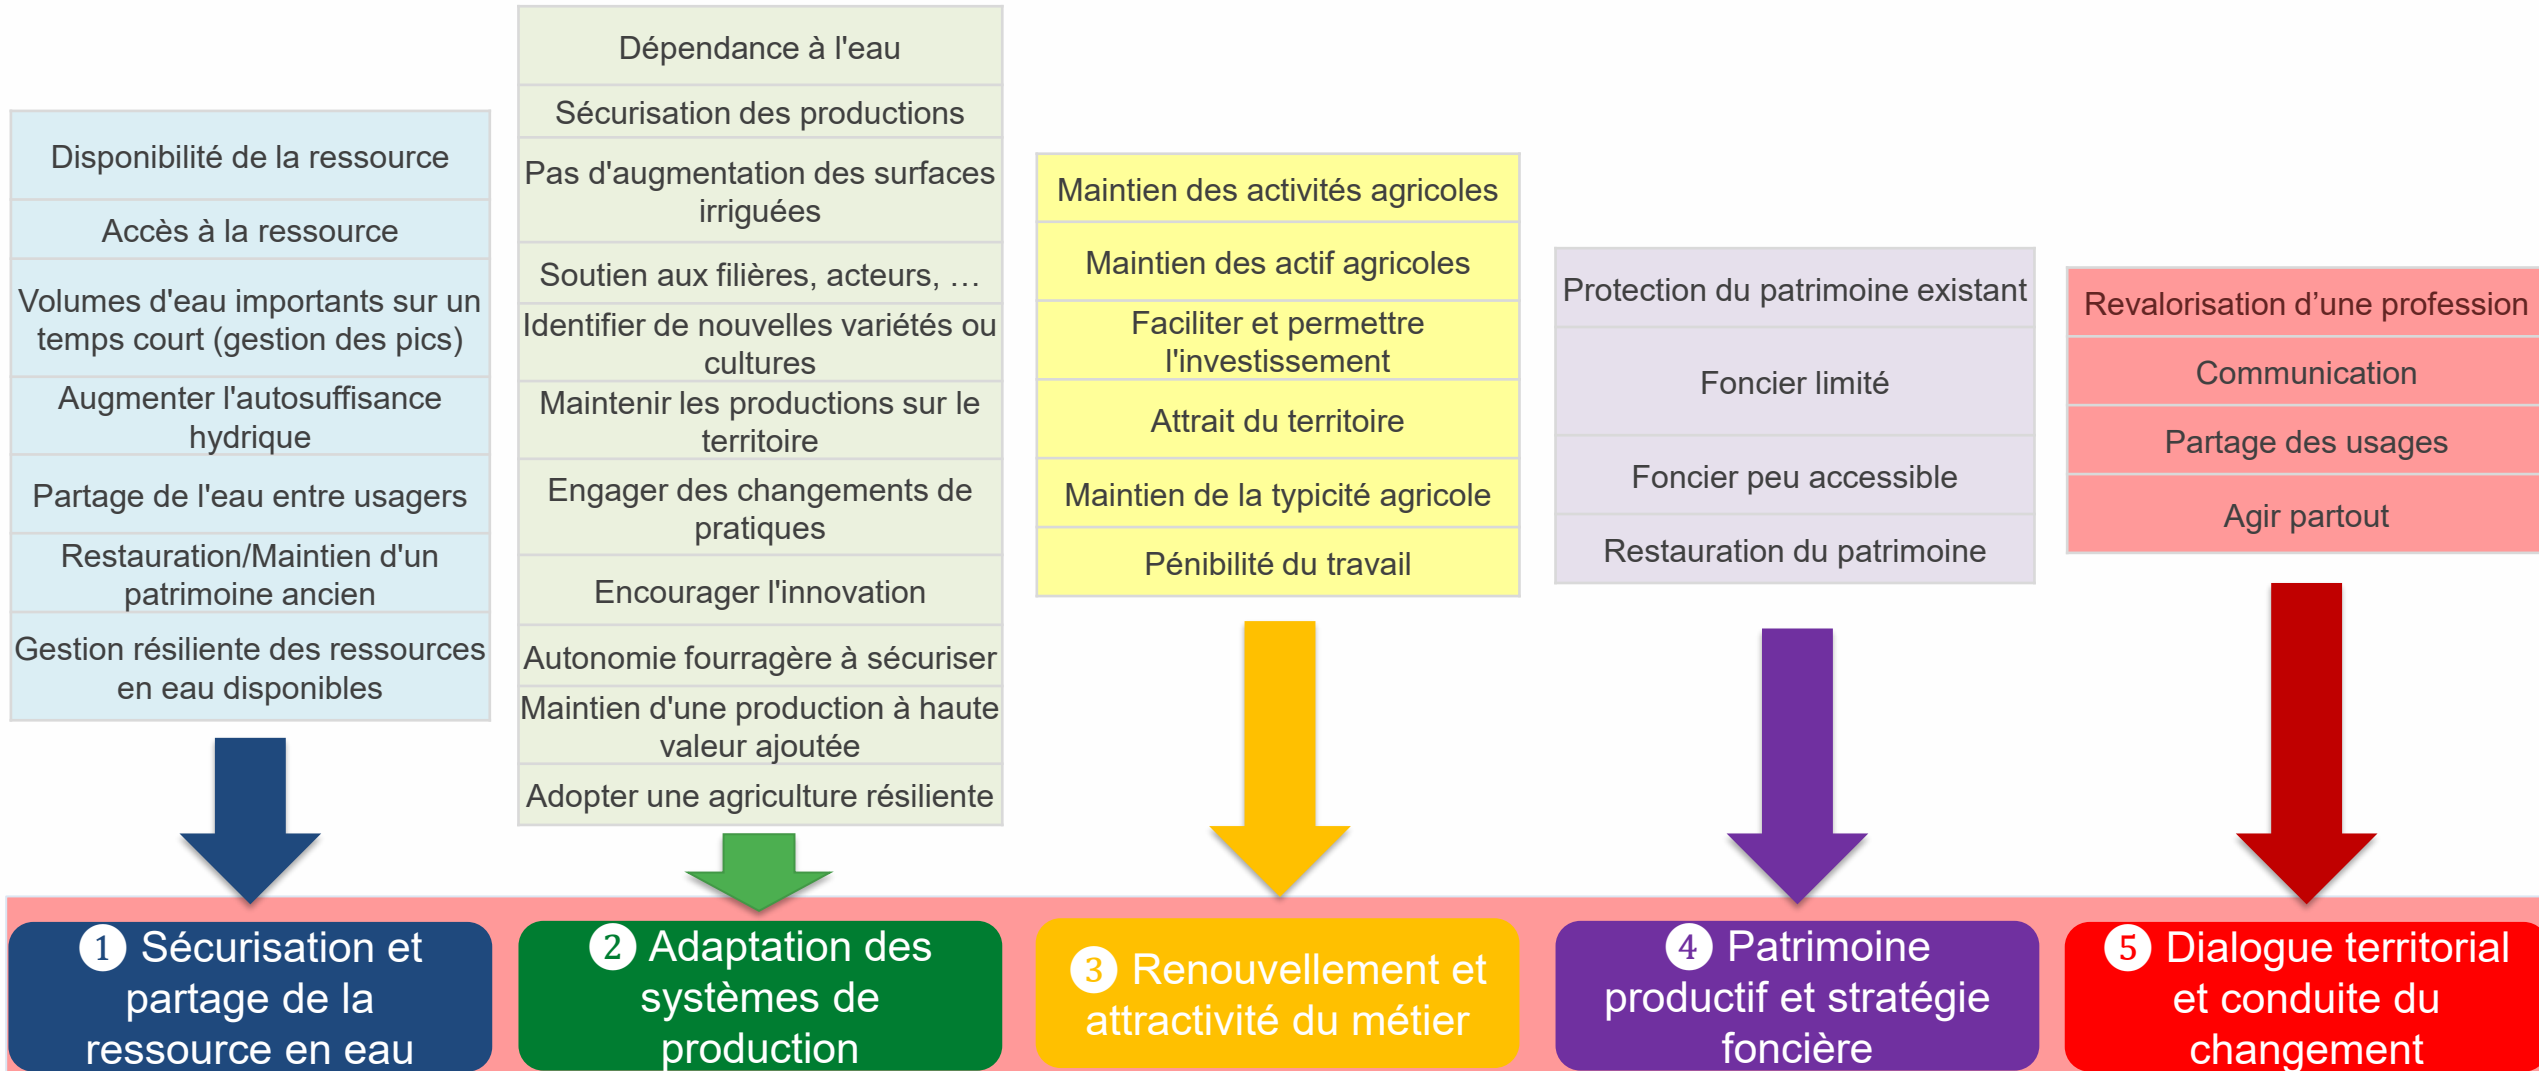 Disponibilité de la ressource
Accès à la ressource
Volumes d'eau importants sur un
temps court (gestion des pics)
Augmenter l'autosuffisance
hydrique
Partage de l'eau entre usagers
Restauration/Maintien d'un
patrimoine ancien
Gestion résiliente des ressources
en eau disponibles
❶ Sécurisation et
partage de la
ressource en eau
Dépendance à l'eau
Sécurisation des productions
Pas d'augmentation des surfaces
irriguées
Soutien aux filières, acteurs, …
Identifier de nouvelles variétés ou
cultures
Maintenir les productions sur le
territoire
Engager des changements de
pratiques
Encourager l'innovation
Autonomie fourragère à sécuriser
Maintien d'une production à haute
valeur ajoutée
Adopter une agriculture résiliente
❷ Adaptation des
systèmes de
production
Maintien des activités agricoles
Maintien des actif agricoles
Faciliter et permettre
l'investissement
Attrait du territoire
Maintien de la typicité agricole
Pénibilité du travail
❸ Renouvellement et
attractivité du métier
Protection du patrimoine existant
Foncier limité
Foncier peu accessible
Restauration du patrimoine
❹ Patrimoine
productif et stratégie
foncière
Revalorisation d’une profession
Communication
Partage des usages
Agir partout
❺ Dialogue territorial
et conduite du
changement